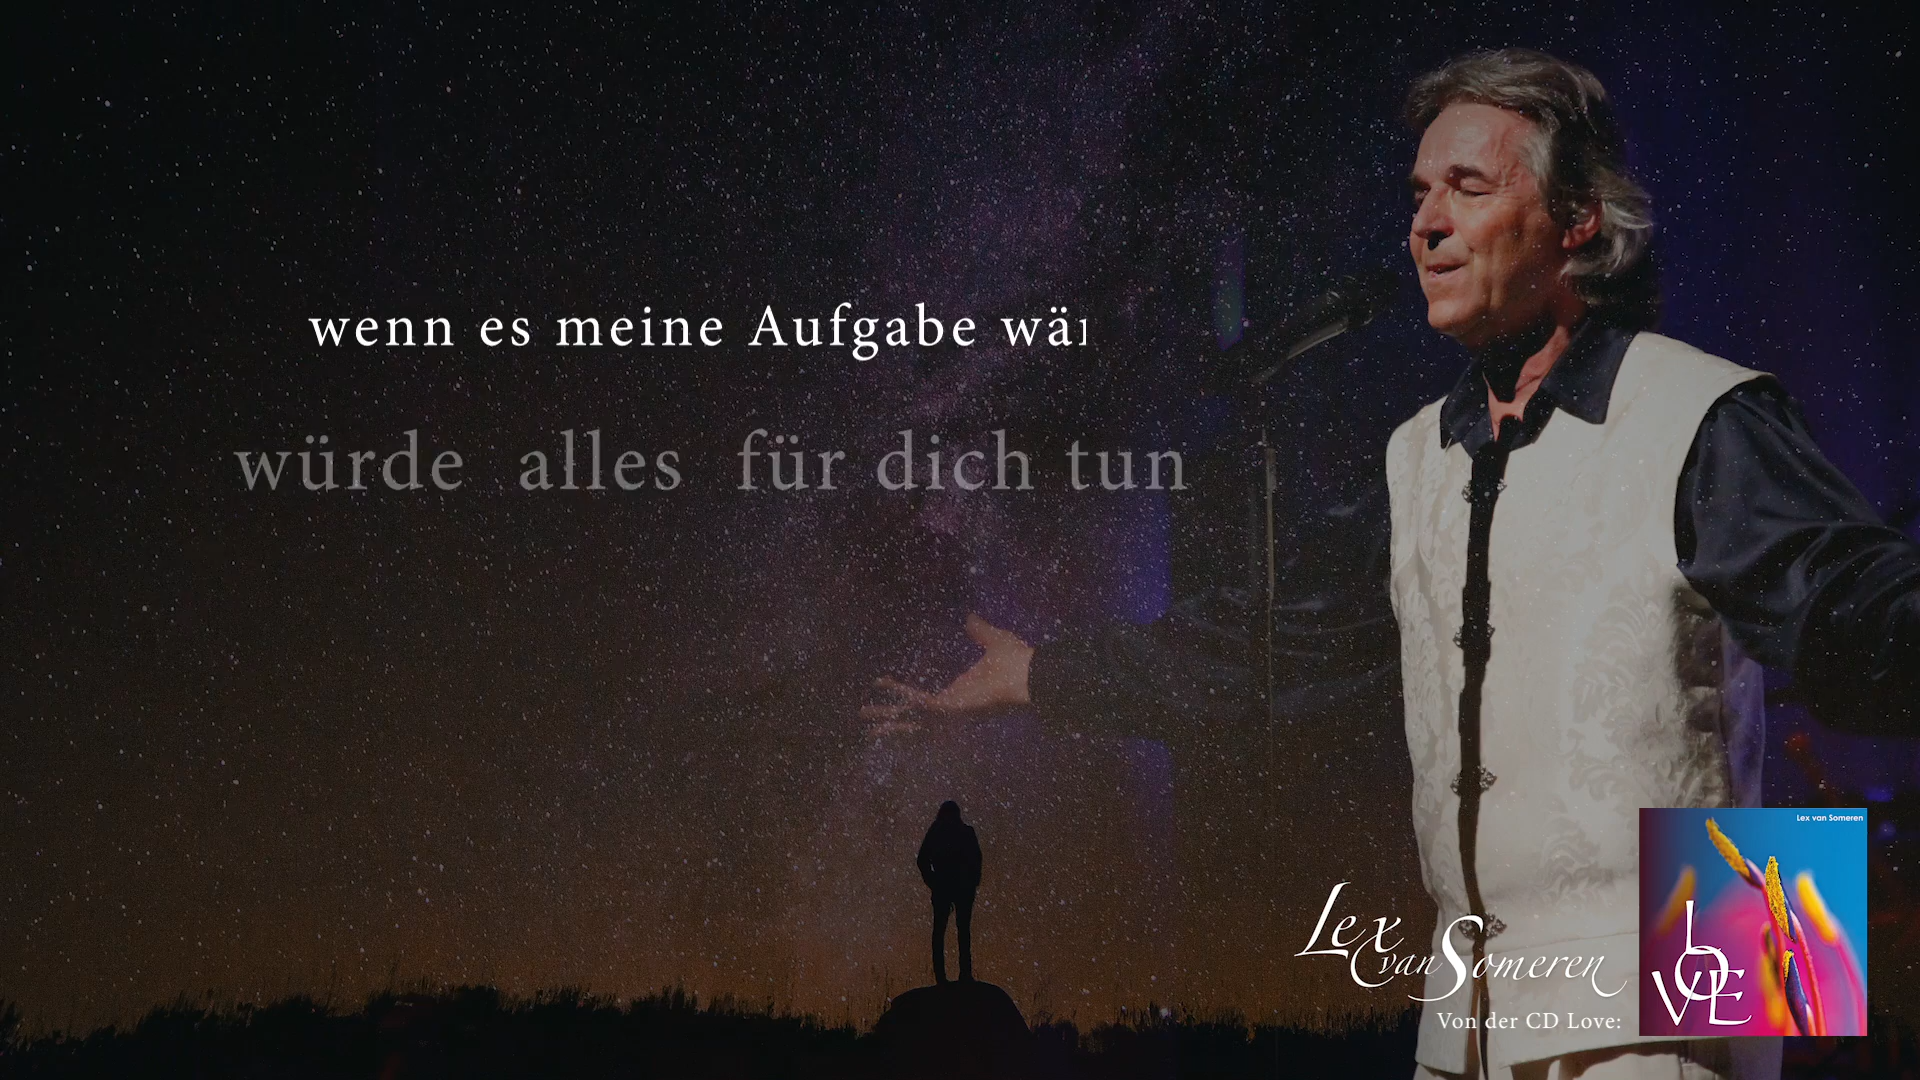 wenn es meine Aufgabe wär
würde alles für dich tun
Lex van Someren
Von der CD Love:
Lex van Someren
LOVE